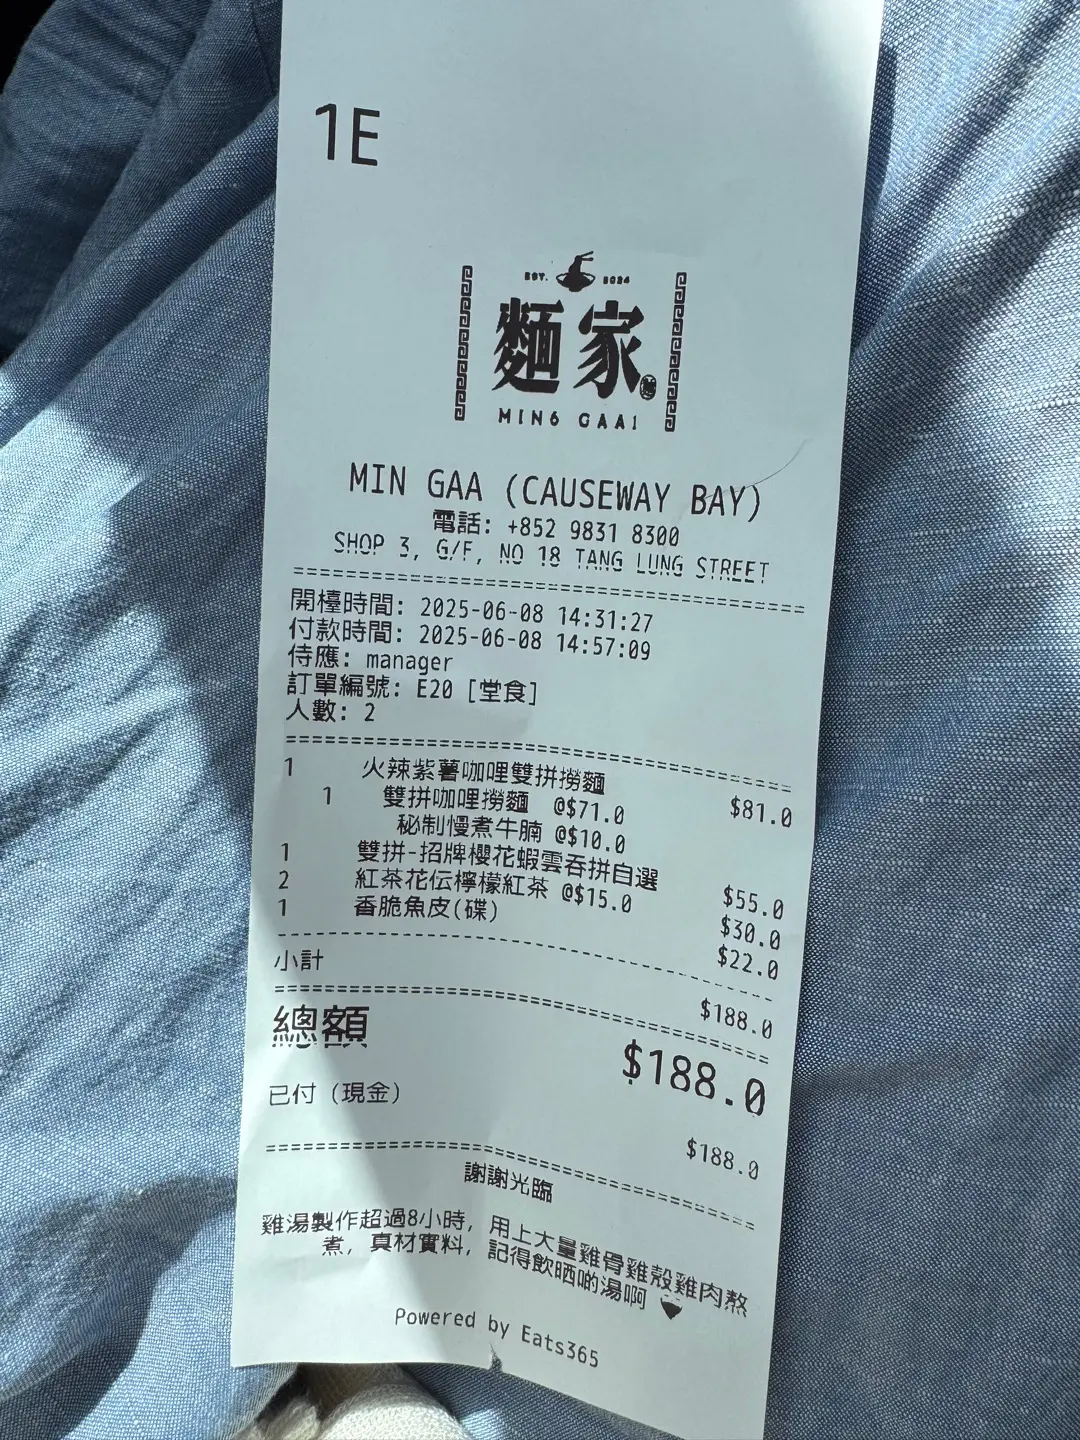 1E
EST. 2024
麵家
MING GAA!
MIN GAA (CAUSEWAY BAY)
電話: +852 9831 8300
SHOP 3, G/F, NO 18 TANG LUNG STREET
開檯時間: 2025-06-08 14:31:27
付款時間: 2025-06-08 14:57:09
侍應: manager
訂單編號: E20 [堂食]
人數: 2
1 火辣紫薯咖哩雙拼撈麵 $81.0
1 雙拼咖哩撈麵 @$71.0
秘制慢煮牛腩 @$10.0
1 雙拼-招牌櫻花蝦雲吞拼自選 $55.0
2 紅茶花伝檸檬紅茶 @$15.0 $30.0
1 香脆魚皮(碟) $22.0
小計 $188.0
總額 $188.0
已付 (現金) $188.0
謝謝光臨
雞湯製作超過8小時, 用上大量雞骨雞殼雞肉熬
煮, 真材實料, 記得飲晒啲湯啊 ♥
Powered by Eats365